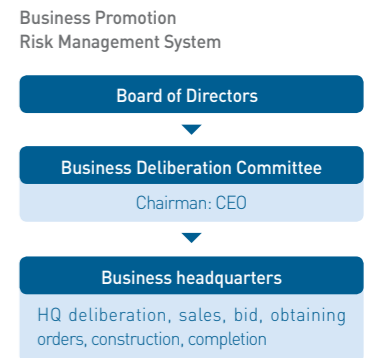 Business Promotion
Risk Management System
Board of Directors
Business Deliberation Committee
Chairman: CEO
Business headquarters
HQ deliberation, sales, bid, obtaining
orders, construction, completion